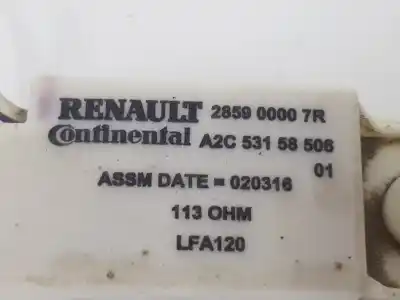 RENAULT 2859 0000 7R
Continental A2C 531 58 506
01
ASSM DATE = 020316
113 OHM
LFA120